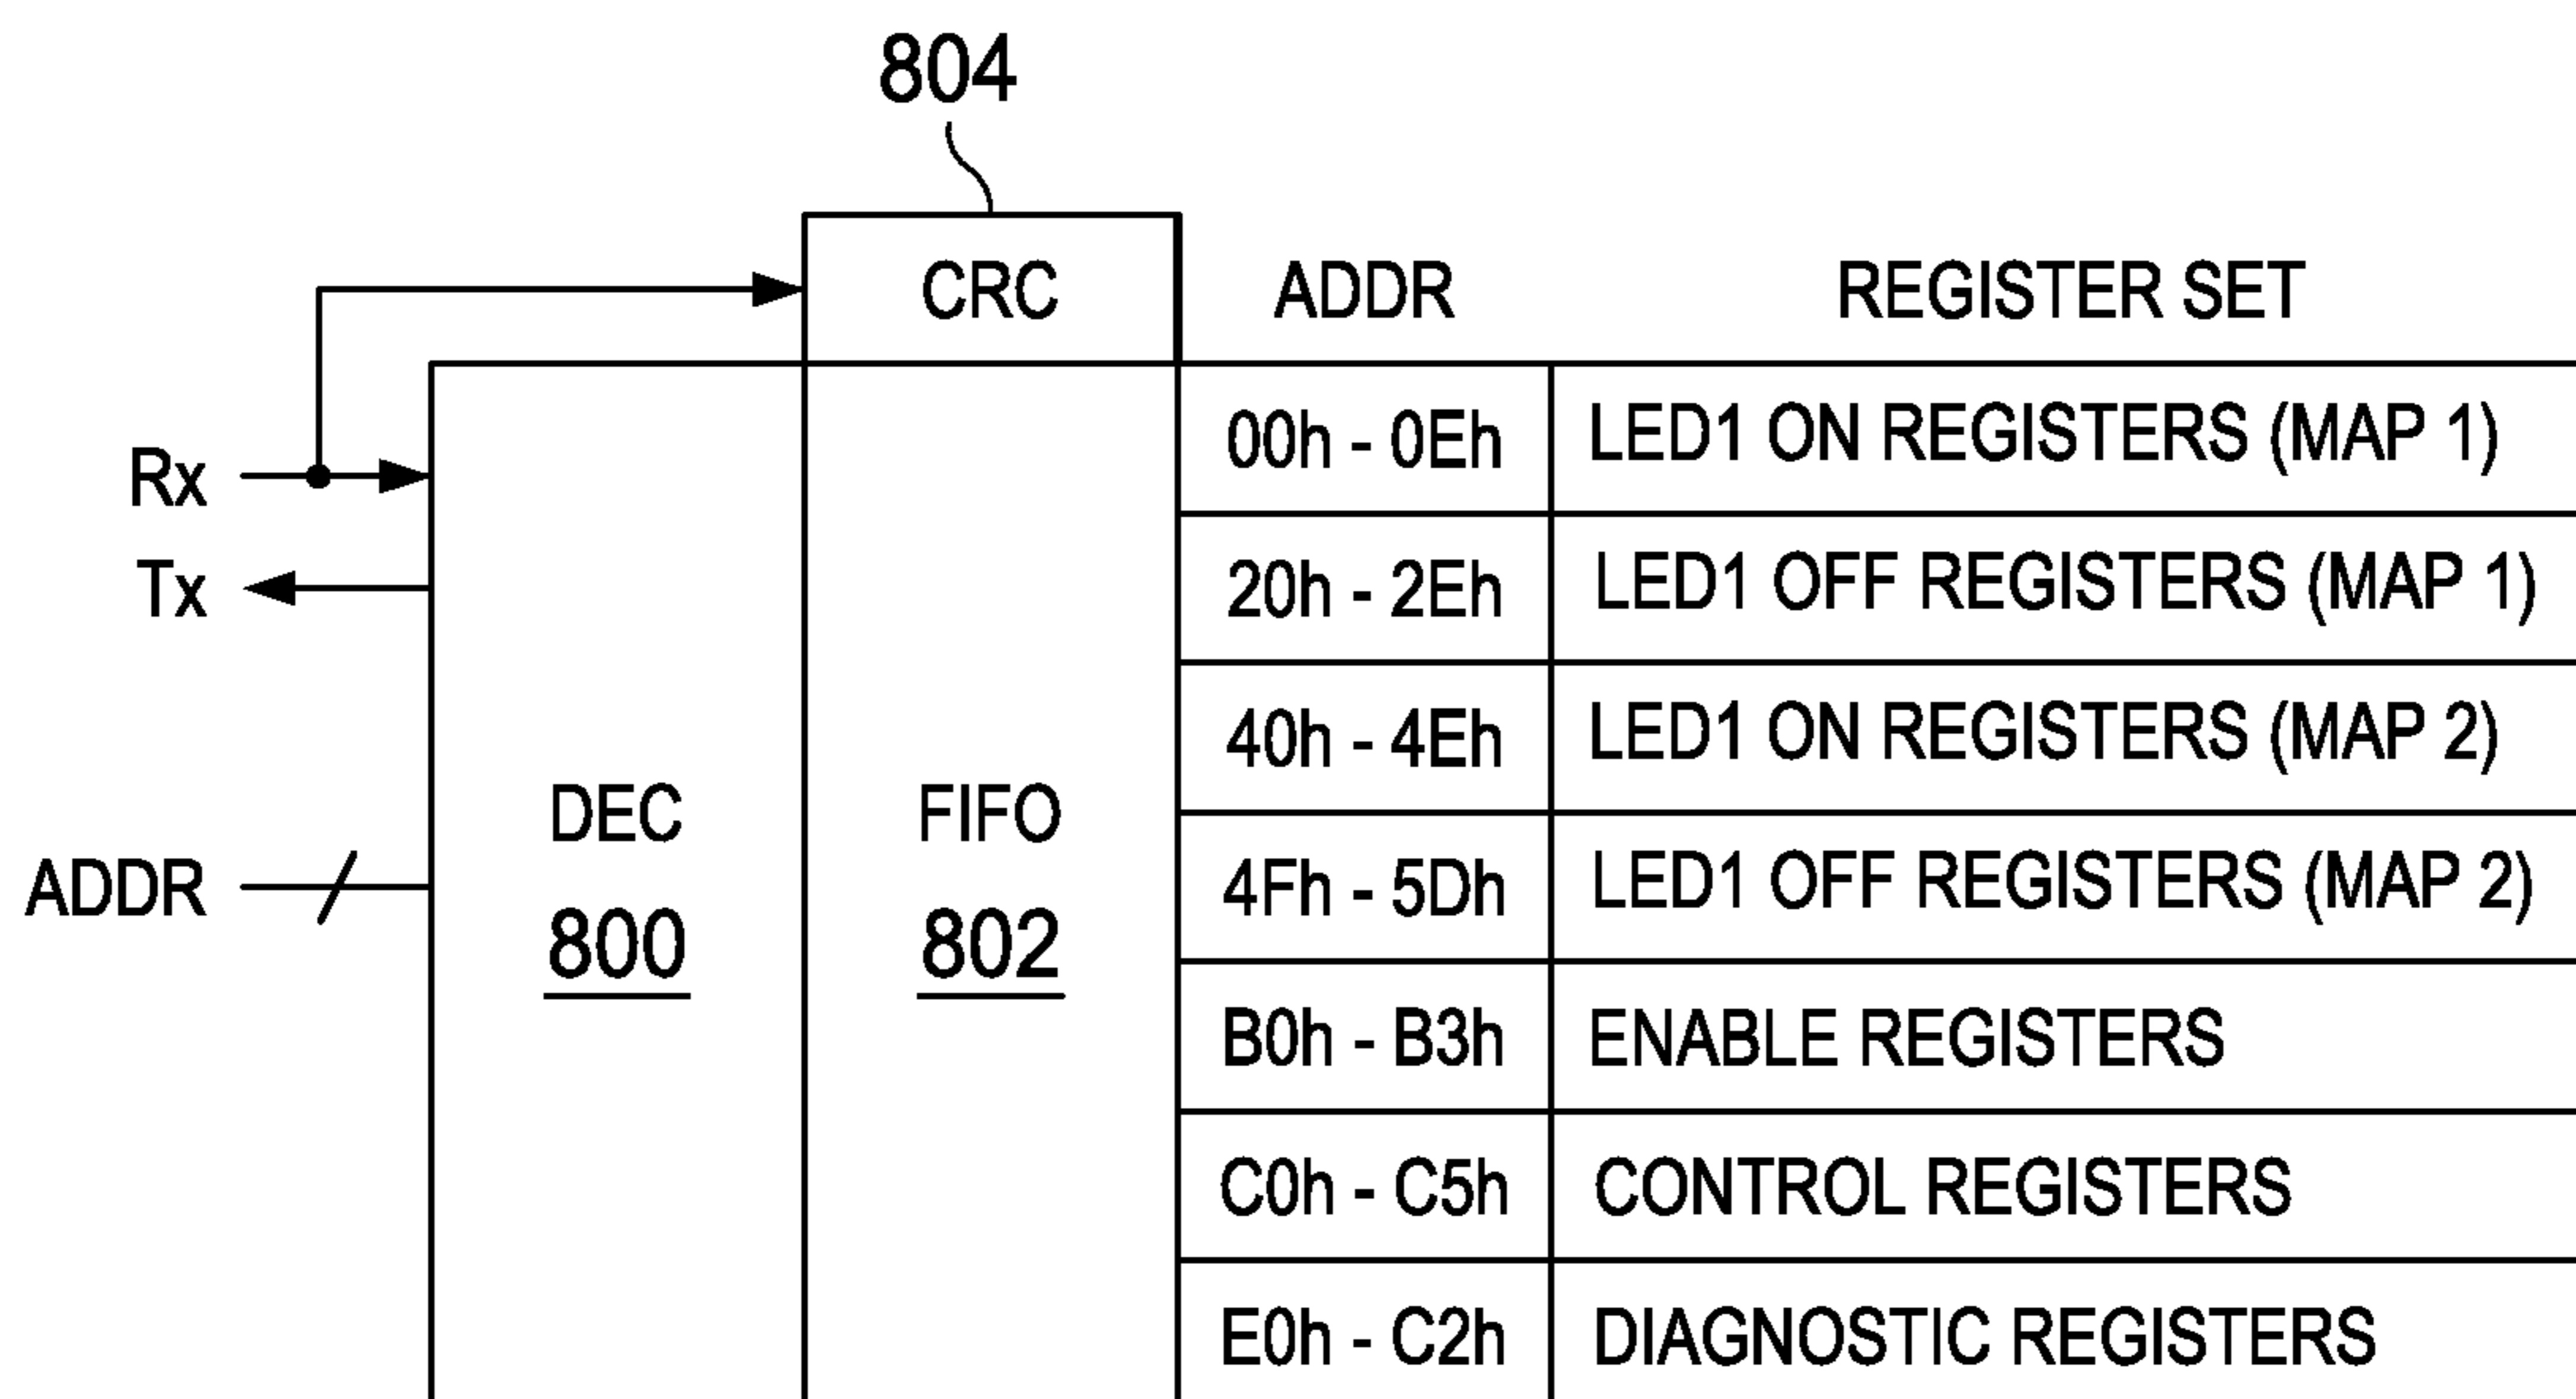 804
CRC
ADDR REGISTER SET
Rx
Tx
ADDR
DEC
800
FIFO
802
00h - 0Eh LED1 ON REGISTERS (MAP 1)
20h - 2Eh LED1 OFF REGISTERS (MAP 1)
40h - 4Eh LED1 ON REGISTERS (MAP 2)
4Fh - 5Dh LED1 OFF REGISTERS (MAP 2)
B0h - B3h ENABLE REGISTERS
C0h - C5h CONTROL REGISTERS
E0h - C2h DIAGNOSTIC REGISTERS